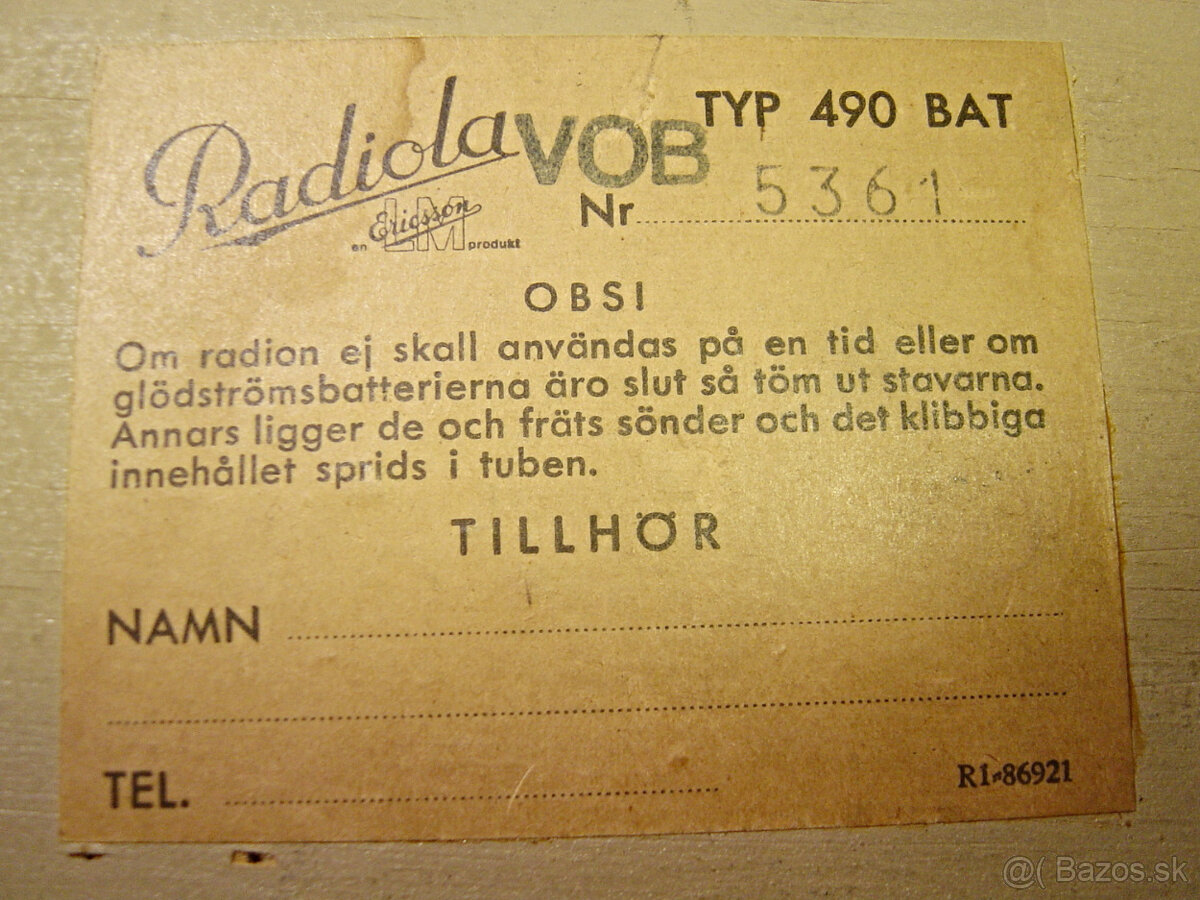 Radiola VOB TYP 490 BAT
en LM Ericsson produkt
Nr 5361
OBS!
Om radion ej skall användas på en tid eller om
glödströmsbatterierna äro slut så töm ut stavarna.
Annars ligger de och fräts sönder och det klibbiga
innehållet sprids i tuben.
TILLHÖR
NAMN
TEL.
R1-86921
@( Bazos.sk